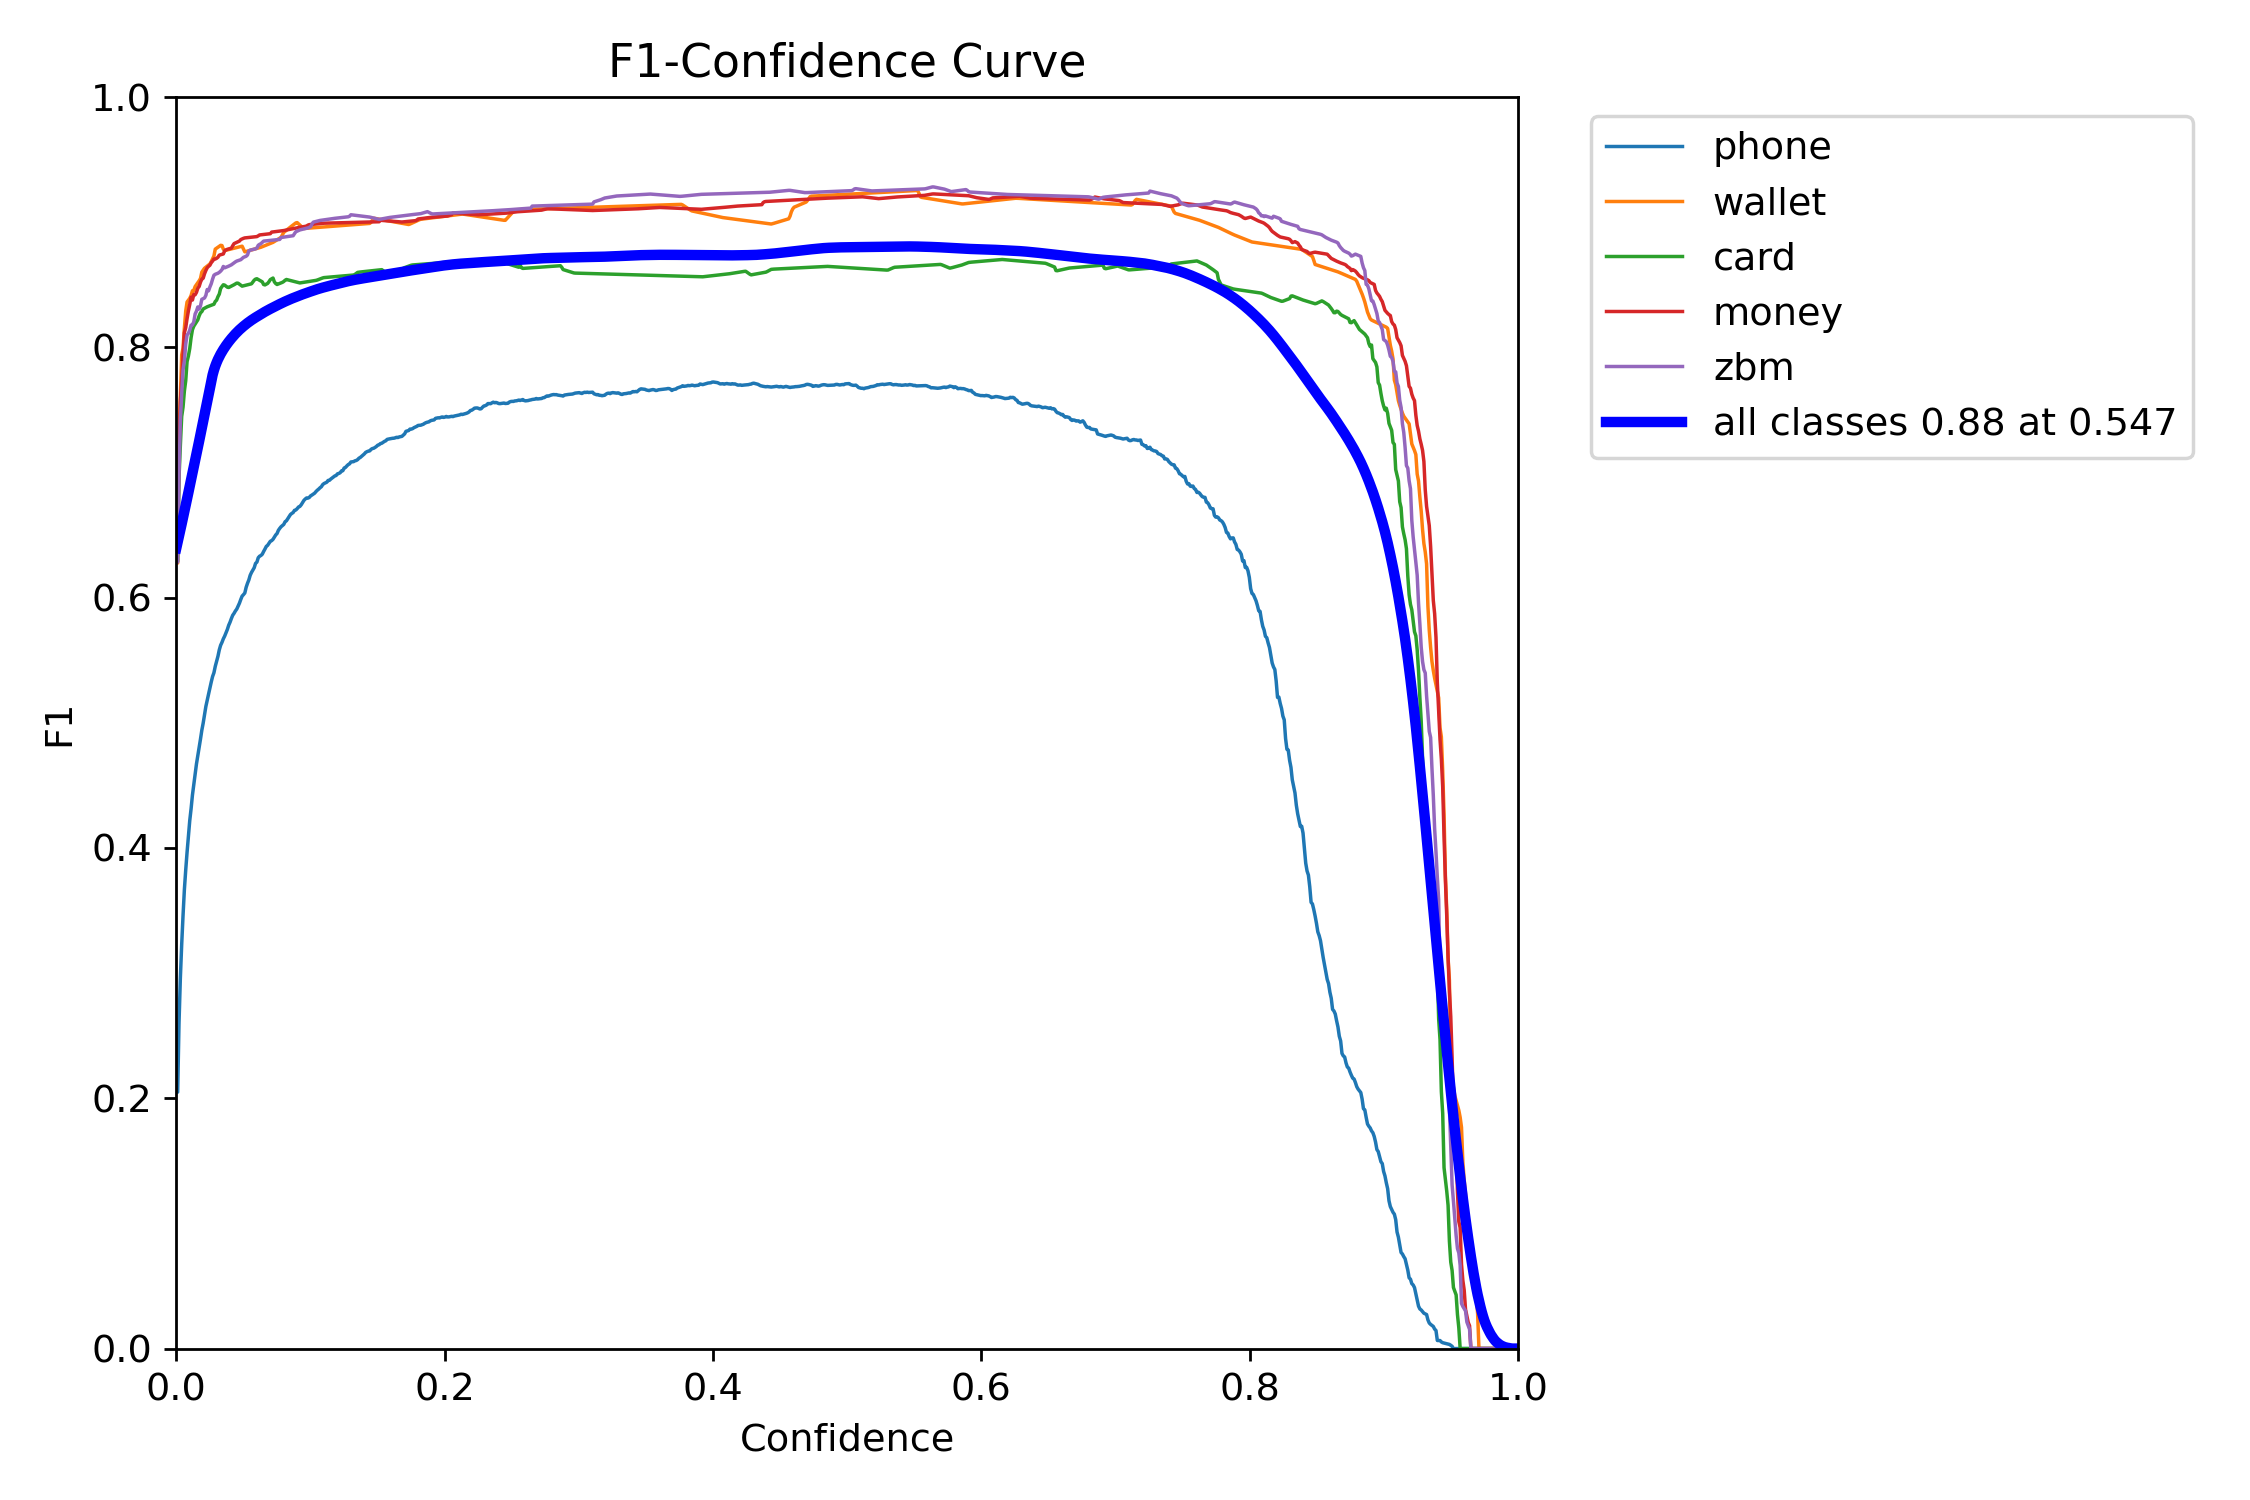 F1-Confidence Curve
1.0
0.8
0.6
0.4
0.2
0.0
F1
0.0 0.2 0.4 0.6 0.8 1.0
Confidence
phone
wallet
card
money
zbm
all classes 0.88 at 0.547